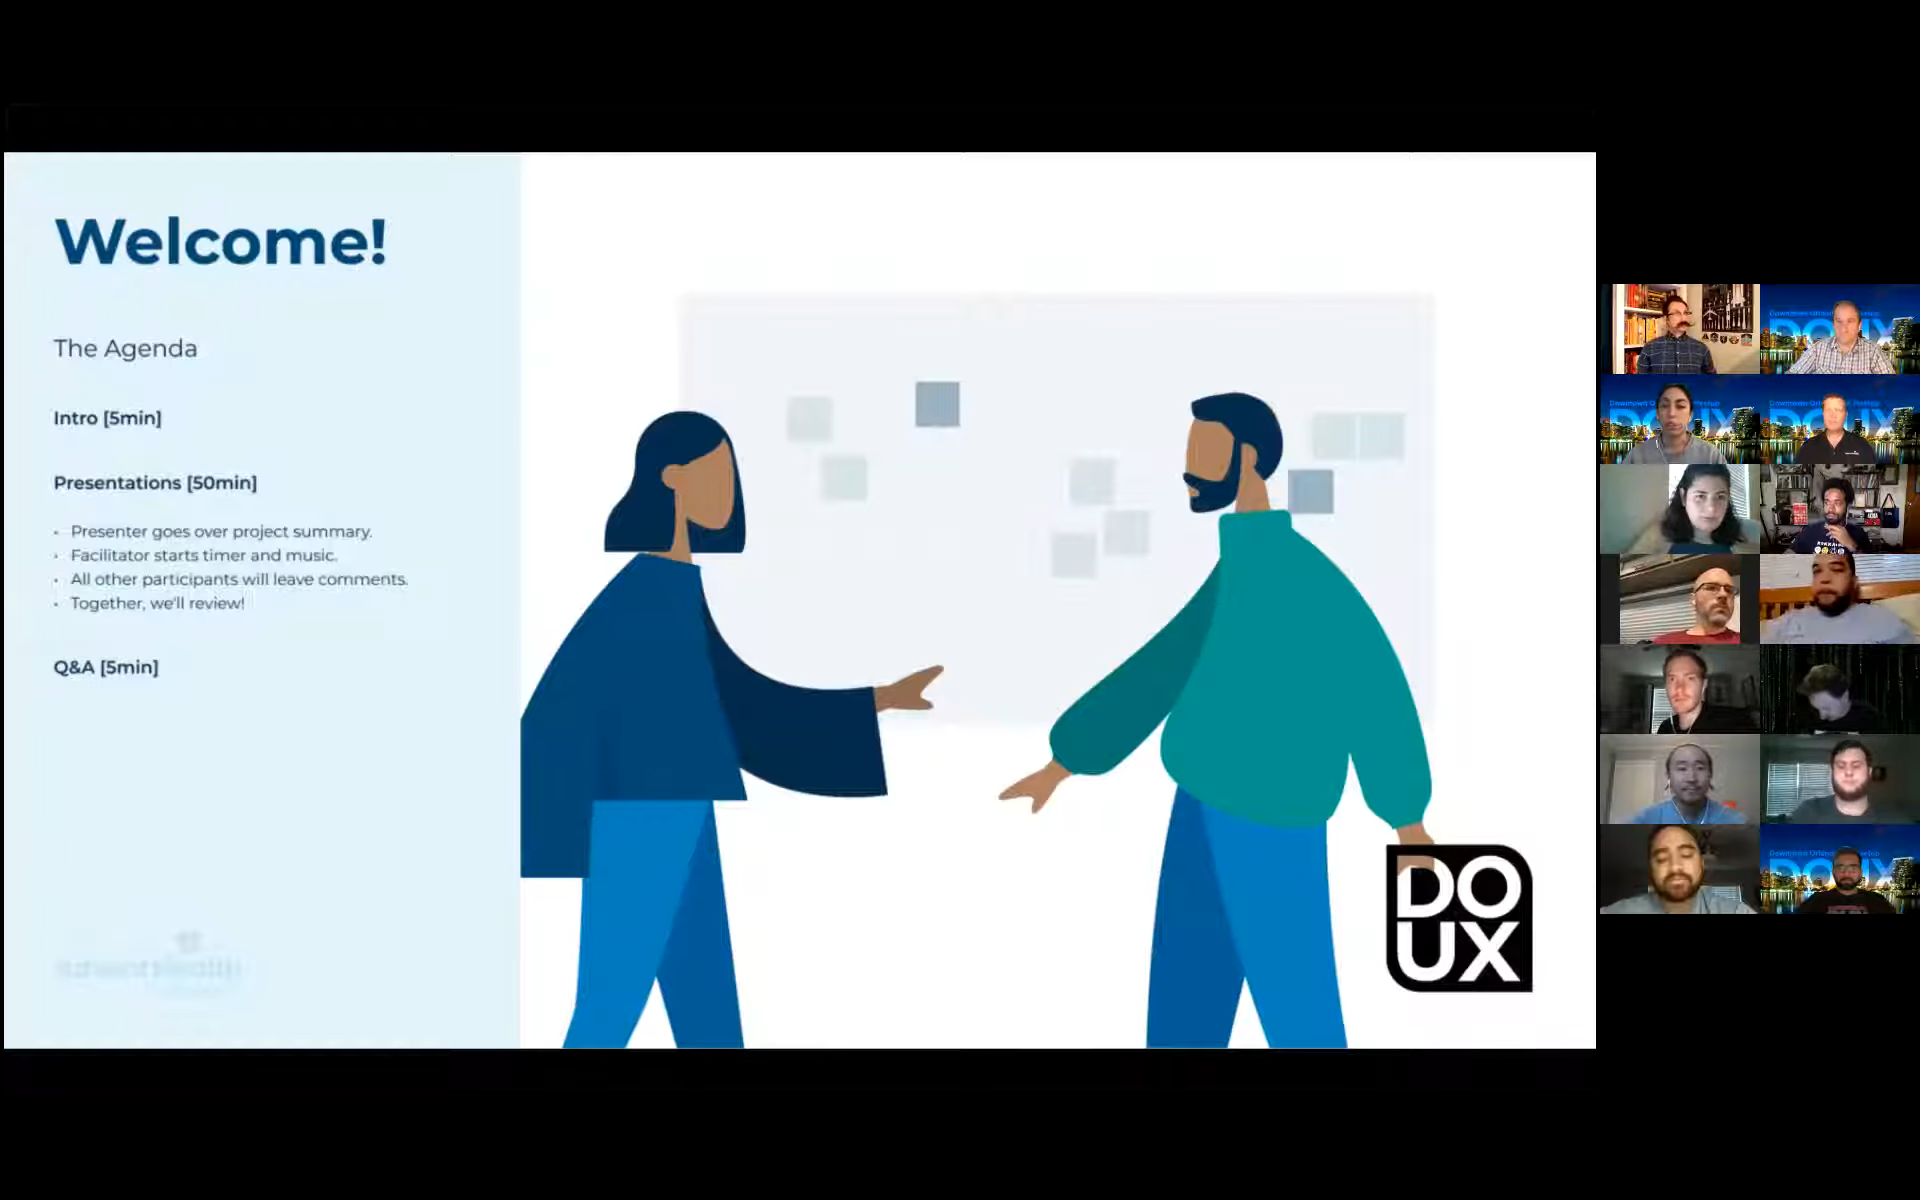 Welcome!
The Agenda
Intro [5min]
Presentations [50min]
• Presenter goes over project summary.
• Facilitator starts timer and music.
• All other participants will leave comments.
• Together, we'll review!
Q&A [5min]
DO
UX